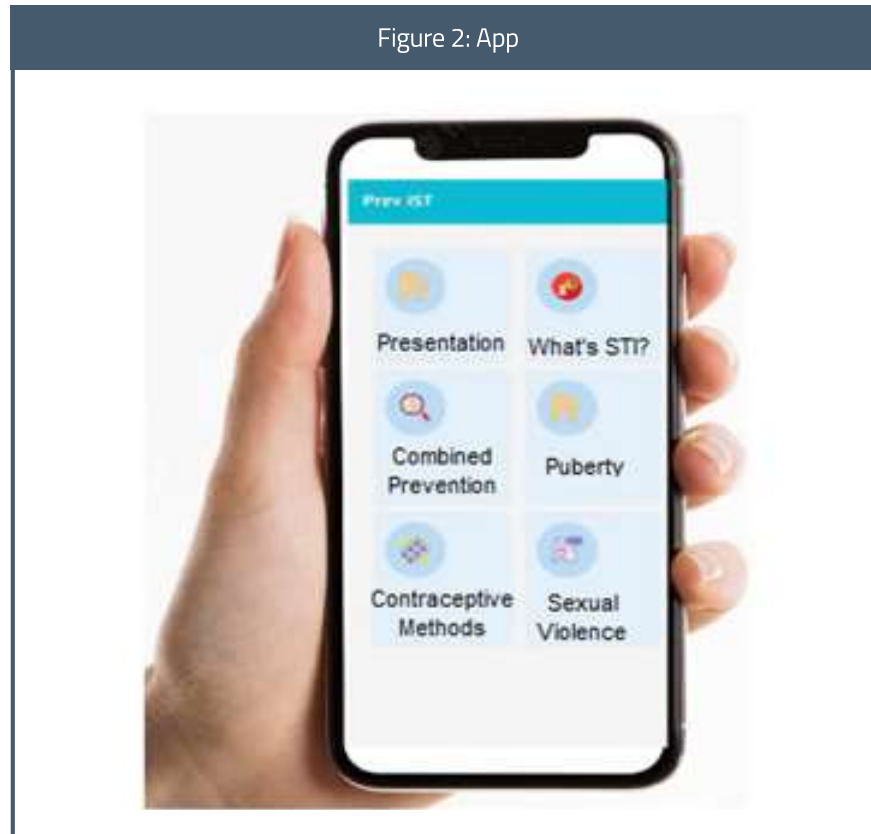 Figure 2: App
Prev IST
Presentation
What's STI?
Combined
Prevention
Puberty
Contraceptive
Methods
Sexual
Violence